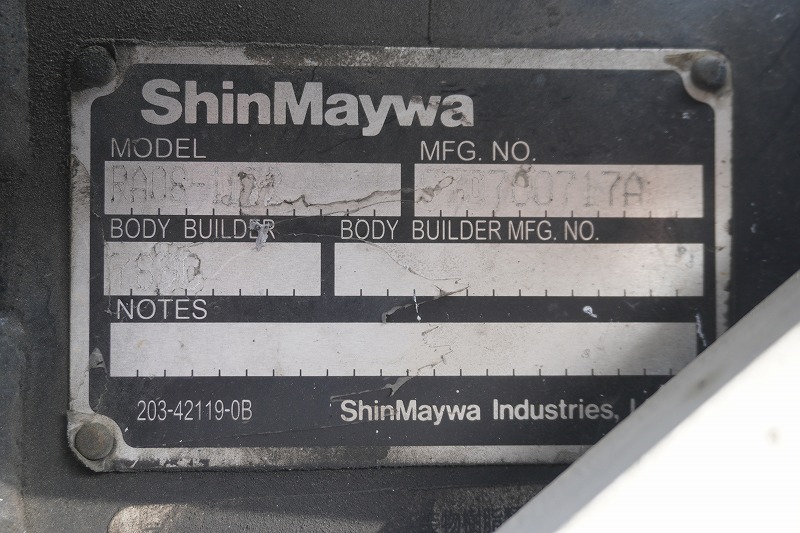 ShinMaywa
MODEL
MFG. NO.
BODY BUILDER
BODY BUILDER MFG. NO.
NOTES
203-42119-0B
ShinMaywa Industries,